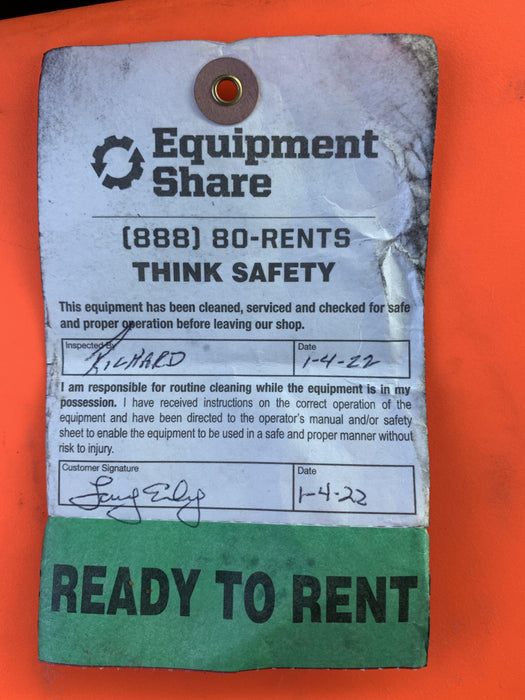 Equipment
Share
(888) 80-RENTS
THINK SAFETY
This equipment has been cleaned, serviced and checked for safe
and proper operation before leaving our shop.
Inspected By
Date
RICHARD
1-4-22
I am responsible for routine cleaning while the equipment is in my
possession. I have received instructions on the correct operation of the
equipment and have been directed to the operator's manual and/or safety
sheet to enable the equipment to be used in a safe and proper manner without
risk to injury.
Customer Signature
Date
1-4-22
READY TO RENT